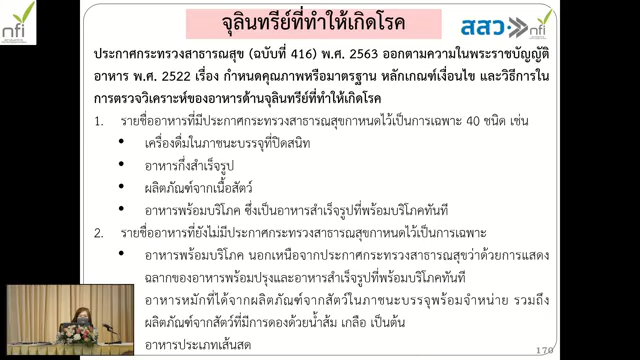 nfi
จุลินทรีย์ที่ทำให้เกิดโรค
สสว
nfi
ประกาศกระทรวงสาธารณสุข (ฉบับที่ 416) พ.ศ. 2563 ออกตามความในพระราชบัญญัติ
อาหาร พ.ศ. 2522 เรื่อง กำหนดคุณภาพหรือมาตรฐาน หลักเกณฑ์เงื่อนไข และวิธีการใน
การตรวจวิเคราะห์ของอาหารด้านจุลินทรีย์ที่ทำให้เกิดโรค
1. รายชื่ออาหารที่มีประกาศกระทรวงสาธารณสุขกาหนดไว้เป็นการเฉพาะ 40 ชนิด เช่น
• เครื่องดื่มในภาชนะบรรจุที่ปิดสนิท
• อาหารกึ่งสำเร็จรูป
• ผลิตภัณฑ์จากเนื้อสัตว์
• อาหารพร้อมบริโภค ซึ่งเป็นอาหารสำเร็จรูปที่พร้อมบริโภคทันที
2. รายชื่ออาหารที่ยังไม่มีประกาศกระทรวงสาธารณสุขกาหนดไว้เป็นการเฉพาะ
• อาหารพร้อมบริโภค นอกเหนือจากประกาศกระทรวงสาธารณสุขว่าด้วยการแสดง
ฉลากของอาหารพร้อมปรุงและอาหารสำเร็จรูปที่พร้อมบริโภคทันที
อาหารหมักที่ได้จากผลิตภัณฑ์จากสัตว์ในภาชนะบรรจุพร้อมจำหน่าย รวมถึง
ผลิตภัณฑ์จากสัตว์ที่มีการดองด้วยน้ำส้ม เกลือ เป็นต้น
อาหารประเภทเส้นสด
170